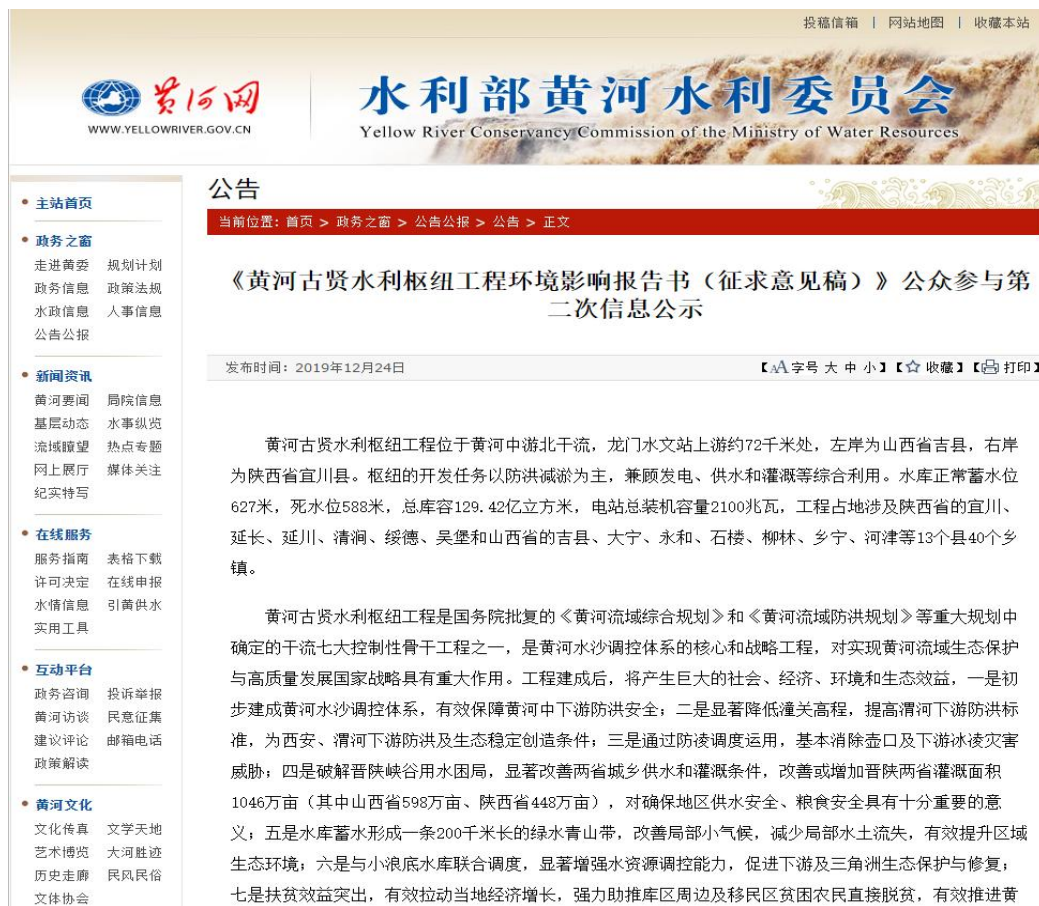 投稿信箱 | 网站地图 | 收藏本站
黄河网
WWW.YELLOWRIVER.GOV.CN
水利部黄河水利委员会
Yellow River Conservancy Commission of the Ministry of Water Resources
主站首页
政务之窗
走进黄委 规划计划
政务信息 政策法规
水政信息 人事信息
公告公报
新闻资讯
黄河要闻 局院信息
基层动态 水事纵览
流域瞭望 热点专题
网上展厅 媒体关注
纪实特写
在线服务
服务指南 表格下载
许可决定 在线申报
水情信息 引黄供水
实用工具
互动平台
政务咨询 投诉举报
黄河访谈 民意征集
建议评论 邮箱电话
政策解读
黄河文化
文化传真 文学天地
艺术博览 大河胜迹
历史走廊 民风民俗
文体协会
公告
当前位置：首页 > 政务之窗 > 公告公报 > 公告 > 正文
《黄河古贤水利枢纽工程环境影响报告书（征求意见稿）》公众参与第
二次信息公示
发布时间：2019年12月24日 【AA字号 大 中 小】【☆ 收藏】【打印】
黄河古贤水利枢纽工程位于黄河中游北干流，龙门水文站上游约72千米处，左岸为山西省吉县，右岸
为陕西省宜川县。枢纽的开发任务以防洪减淤为主，兼顾发电、供水和灌溉等综合利用。水库正常蓄水位
627米，死水位588米，总库容129.42亿立方米，电站总装机容量2100兆瓦，工程占地涉及陕西省的宜川、
延长、延川、清涧、绥德、吴堡和山西省的吉县、大宁、永和、石楼、柳林、乡宁、河津等13个县40个乡
镇。
黄河古贤水利枢纽工程是国务院批复的《黄河流域综合规划》和《黄河流域防洪规划》等重大规划中
确定的干流七大控制性骨干工程之一，是黄河水沙调控体系的核心和战略工程，对实现黄河流域生态保护
与高质量发展国家战略具有重大作用。工程建成后，将产生巨大的社会、经济、环境和生态效益，一是初
步建成黄河水沙调控体系，有效保障黄河中下游防洪安全；二是显著降低潼关高程，提高渭河下游防洪标
准，为西安、渭河下游防洪及生态稳定创造条件；三是通过防凌调度运用，基本消除壶口及下游冰凌灾害
威胁；四是破解晋陕峡谷用水困局，显著改善两省城乡供水和灌溉条件，改善或增加晋陕两省灌溉面积
1046万亩（其中山西省598万亩、陕西省448万亩），对确保地区供水安全、粮食安全具有十分重要的意
义；五是水库蓄水形成一条200千米长的绿水青山带，改善局部小气候，减少局部水土流失，有效提升区域
生态环境；六是与小浪底水库联合调度，显著增强水资源调控能力，促进下游及三角洲生态保护与修复；
七是扶贫效益突出，有效拉动当地经济增长，强力助推库区周边及移民区贫困农民直接脱贫，有效推进黄